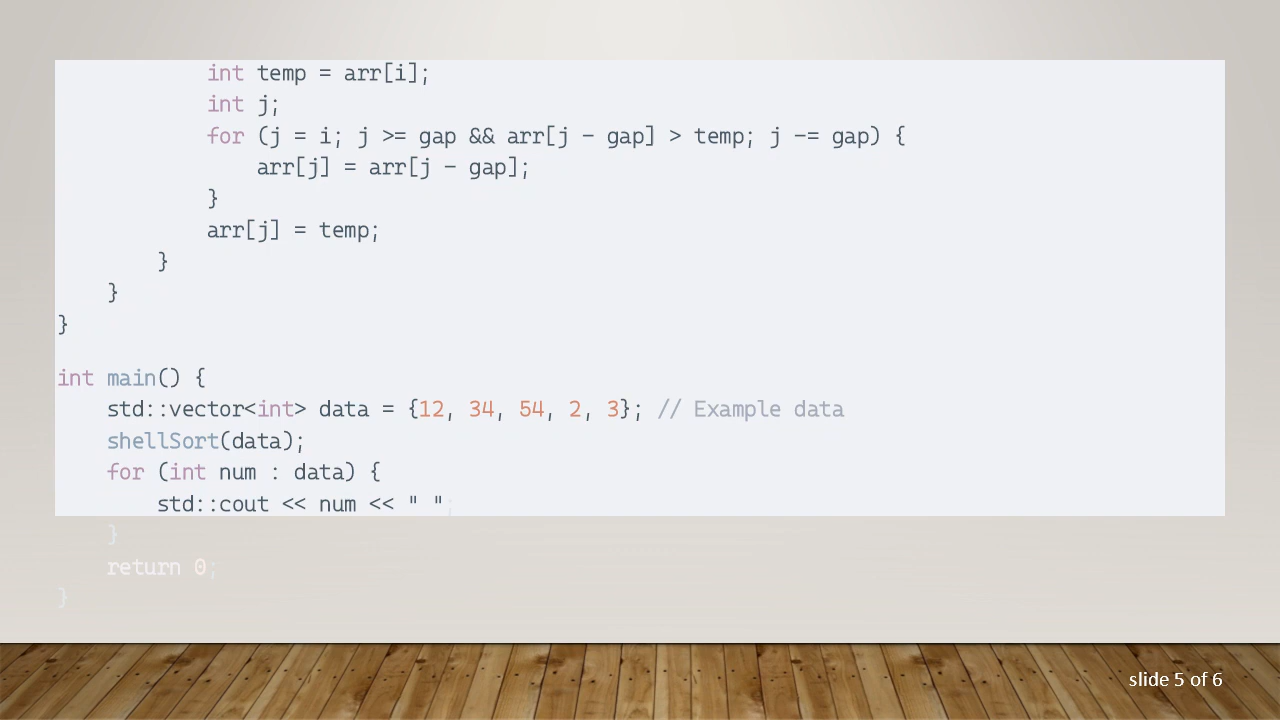 int temp = arr[i];
            int j;
            for (j = i; j >= gap && arr[j - gap] > temp; j -= gap) {
                arr[j] = arr[j - gap];
            }
            arr[j] = temp;
        }
    }
}
int main() {
    std::vector<int> data = {12, 34, 54, 2, 3}; // Example data
    shellSort(data);
    for (int num : data) {
        std::cout << num << " ";
    }
    return 0;
}
slide 5 of 6